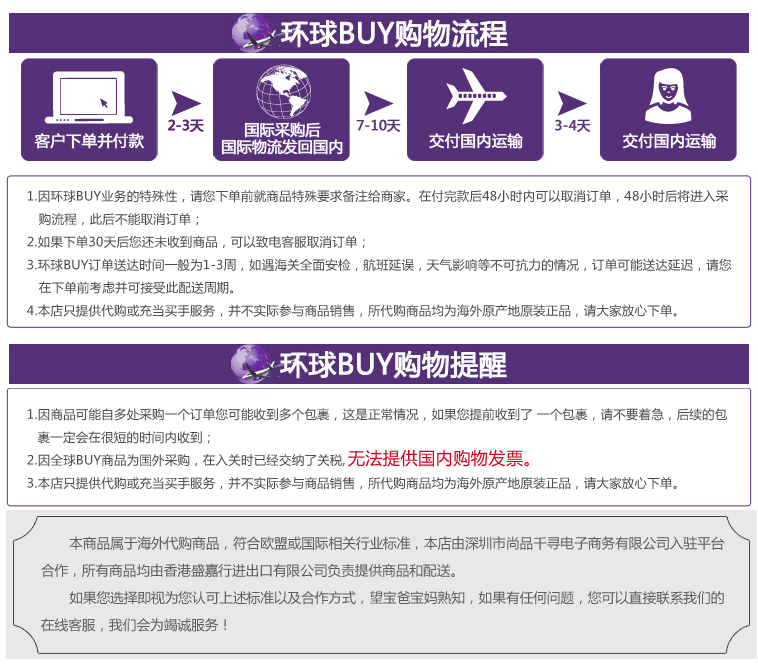 环球BUY购物流程
客户下单并付款
2-3天
国际采购后
国际物流发回国内
7-10天
交付国内运输
3-4天
交付国内运输
1.因环球BUY业务的特殊性，请您下单前就商品特殊要求备注给商家。在付完款后48小时内可以取消订单，48小时后将进入采
购流程，此后不能取消订单；
2.如果下单30天后您还未收到商品，可以致电客服取消订单；
3.环球BUY订单送达时间一般为1-3周，如遇海关全面安检，航班延误，天气影响等不可抗力的情况，订单可能送达延迟，请您
在下单前考虑并可接受此配送周期。
4.本店只提供代购或充当买手服务，并不实际参与商品销售，所代购商品均为海外原产地原装正品，请大家放心下单。
环球BUY购物提醒
1.因商品可能自多处采购一个订单您可能收到多个包裹，这是正常情况，如果您提前收到了 一个包裹，请不要着急，后续的包
裹一定会在很短的时间内收到；
2.因全球BUY商品为国外采购，在入关时已经交纳了关税,无法提供国内购物发票。
3.本店只提供代购或充当买手服务，并不实际参与商品销售，所代购商品均为海外原产地原装正品，请大家放心下单。
本商品属于海外代购商品，符合欧盟或国际相关行业标准，本店由深圳市尚品千寻电子商务有限公司入驻平台
合作，所有商品均由香港盛嘉行进出口有限公司负责提供商品和配送。
如果您选择即视为您认可上述标准以及合作方式，望宝爸宝妈熟知，如果有任何问题，您可以直接联系我们的
在线客服，我们会为竭诚服务！